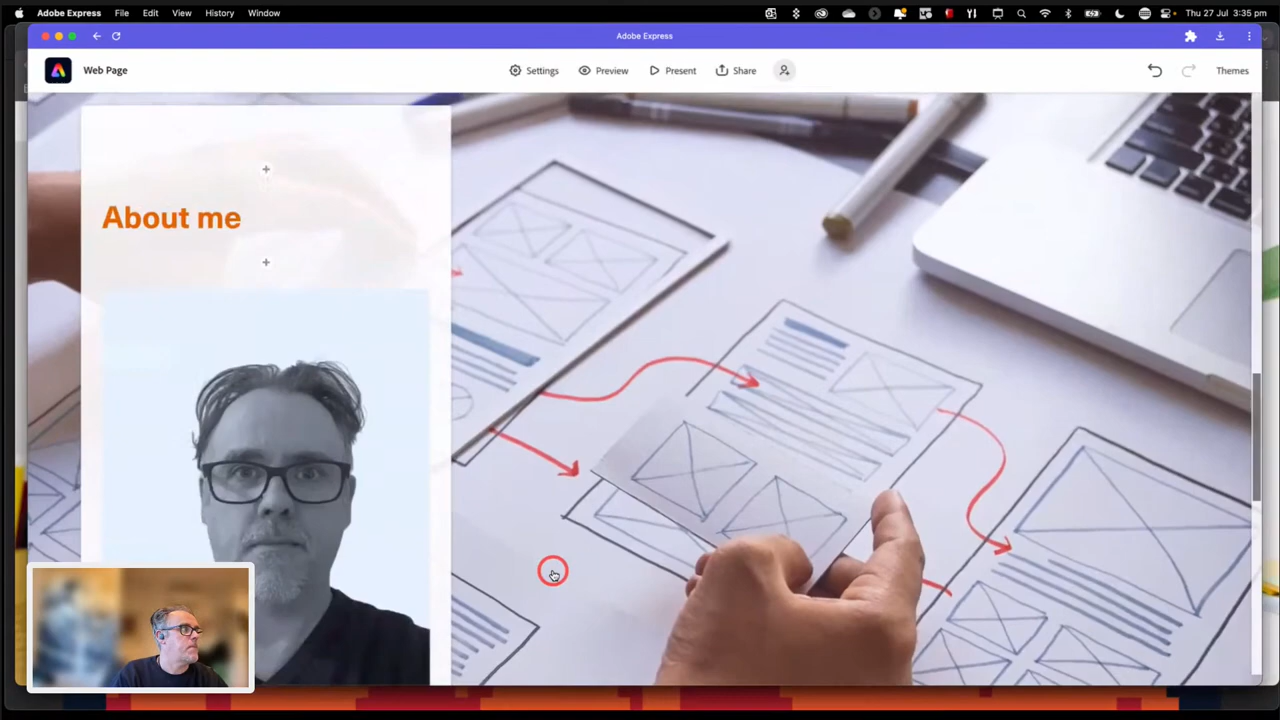 Adobe Express File Edit View History Window Thu 27 Jul 3:35 pm
Adobe Express
Web Page Settings Preview Present Share Themes
About me